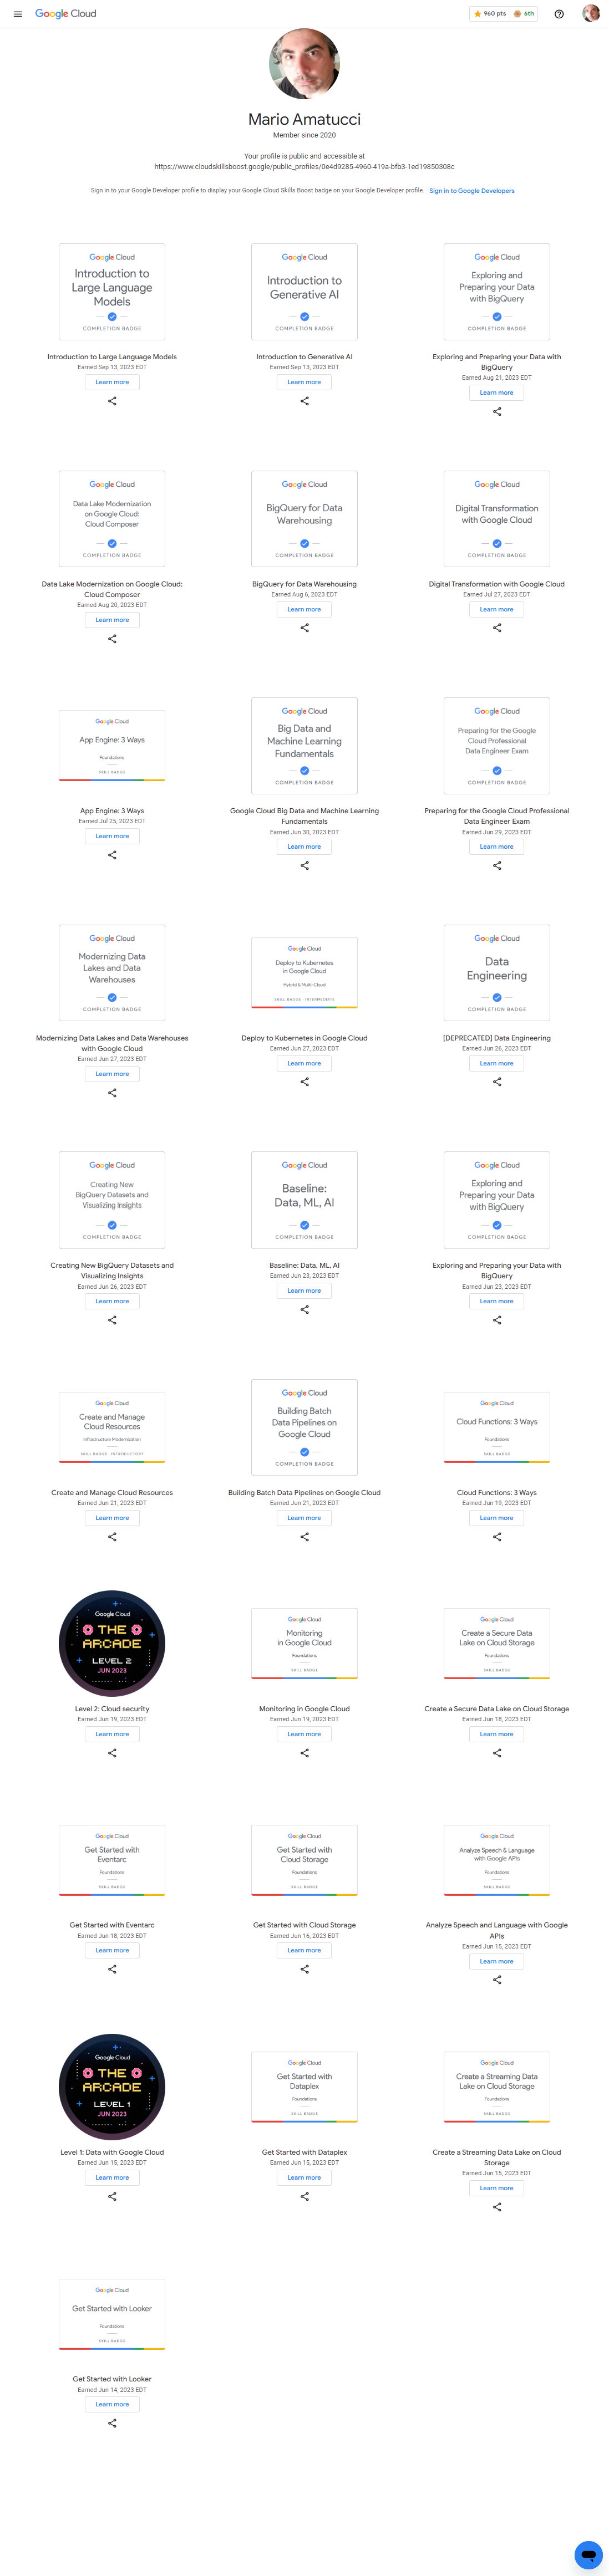 Google Cloud
960 pts
6th
Mario Amatucci
Member since 2020
Your profile is public and accessible at
https://www.cloudskillsboost.google/public_profiles/0e4d9285-4960-419a-bfb3-1ed19850308c
Sign in to your Google Developer profile to display your Google Cloud Skills Boost badge on your Google Developer profile. Sign in to Google Developers
Google Cloud
Introduction to
Large Language
Models
COMPLETION BADGE
Introduction to Large Language Models
Earned Sep 13, 2023 EDT
Learn more
Google Cloud
Introduction to
Generative AI
COMPLETION BADGE
Introduction to Generative AI
Earned Sep 13, 2023 EDT
Learn more
Google Cloud
Exploring and
Preparing your Data
with BigQuery
COMPLETION BADGE
Exploring and Preparing your Data with
BigQuery
Earned Aug 21, 2023 EDT
Learn more
Google Cloud
Data Lake Modernization
on Google Cloud:
Cloud Composer
COMPLETION BADGE
Data Lake Modernization on Google Cloud:
Cloud Composer
Earned Aug 20, 2023 EDT
Learn more
Google Cloud
BigQuery for Data
Warehousing
COMPLETION BADGE
BigQuery for Data Warehousing
Earned Aug 6, 2023 EDT
Learn more
Google Cloud
Digital Transformation
with Google Cloud
COMPLETION BADGE
Digital Transformation with Google Cloud
Earned Jul 27, 2023 EDT
Learn more
Google Cloud
App Engine: 3 Ways
Foundations
SKILL BADGE
App Engine: 3 Ways
Earned Jul 25, 2023 EDT
Learn more
Google Cloud
Big Data and
Machine Learning
Fundamentals
COMPLETION BADGE
Google Cloud Big Data and Machine Learning
Fundamentals
Earned Jun 30, 2023 EDT
Learn more
Google Cloud
Preparing for the Google
Cloud Professional
Data Engineer Exam
COMPLETION BADGE
Preparing for the Google Cloud Professional
Data Engineer Exam
Earned Jun 29, 2023 EDT
Learn more
Google Cloud
Modernizing Data
Lakes and Data
Warehouses
COMPLETION BADGE
Modernizing Data Lakes and Data Warehouses
with Google Cloud
Earned Jun 27, 2023 EDT
Learn more
Google Cloud
Deploy to Kubernetes
in Google Cloud
Hybrid & Multi-Cloud
SKILL BADGE · INTERMEDIATE
Deploy to Kubernetes in Google Cloud
Earned Jun 27, 2023 EDT
Learn more
Google Cloud
Data
Engineering
COMPLETION BADGE
[DEPRECATED] Data Engineering
Earned Jun 26, 2023 EDT
Learn more
Google Cloud
Creating New
BigQuery Datasets and
Visualizing Insights
COMPLETION BADGE
Creating New BigQuery Datasets and
Visualizing Insights
Earned Jun 26, 2023 EDT
Learn more
Google Cloud
Baseline:
Data, ML, AI
COMPLETION BADGE
Baseline: Data, ML, AI
Earned Jun 23, 2023 EDT
Learn more
Google Cloud
Exploring and
Preparing your Data
with BigQuery
COMPLETION BADGE
Exploring and Preparing your Data with
BigQuery
Earned Jun 23, 2023 EDT
Learn more
Google Cloud
Create and Manage
Cloud Resources
Infrastructure Modernization
SKILL BADGE · INTRODUCTORY
Create and Manage Cloud Resources
Earned Jun 21, 2023 EDT
Learn more
Google Cloud
Building Batch
Data Pipelines on
Google Cloud
COMPLETION BADGE
Building Batch Data Pipelines on Google Cloud
Earned Jun 21, 2023 EDT
Learn more
Google Cloud
Cloud Functions: 3 Ways
Foundations
SKILL BADGE
Cloud Functions: 3 Ways
Earned Jun 19, 2023 EDT
Learn more
Google Cloud
THE
ARCADE
LEVEL 2
JUN 2023
Level 2: Cloud security
Earned Jun 19, 2023 EDT
Learn more
Google Cloud
Monitoring
in Google Cloud
Foundations
SKILL BADGE
Monitoring in Google Cloud
Earned Jun 19, 2023 EDT
Learn more
Google Cloud
Create a Secure Data
Lake on Cloud Storage
Foundations
SKILL BADGE
Create a Secure Data Lake on Cloud Storage
Earned Jun 18, 2023 EDT
Learn more
Google Cloud
Get Started with
Eventarc
Foundations
SKILL BADGE
Get Started with Eventarc
Earned Jun 18, 2023 EDT
Learn more
Google Cloud
Get Started with
Cloud Storage
Foundations
SKILL BADGE
Get Started with Cloud Storage
Earned Jun 16, 2023 EDT
Learn more
Google Cloud
Analyze Speech & Language
with Google APIs
Foundations
SKILL BADGE
Analyze Speech and Language with Google
APIs
Earned Jun 15, 2023 EDT
Learn more
Google Cloud
THE
ARCADE
LEVEL 1
JUN 2023
Level 1: Data with Google Cloud
Earned Jun 15, 2023 EDT
Learn more
Google Cloud
Get Started with
Dataplex
Foundations
SKILL BADGE
Get Started with Dataplex
Earned Jun 15, 2023 EDT
Learn more
Google Cloud
Create a Streaming Data
Lake on Cloud Storage
Foundations
SKILL BADGE
Create a Streaming Data Lake on Cloud
Storage
Earned Jun 15, 2023 EDT
Learn more
Google Cloud
Get Started with Looker
Foundations
SKILL BADGE
Get Started with Looker
Earned Jun 14, 2023 EDT
Learn more